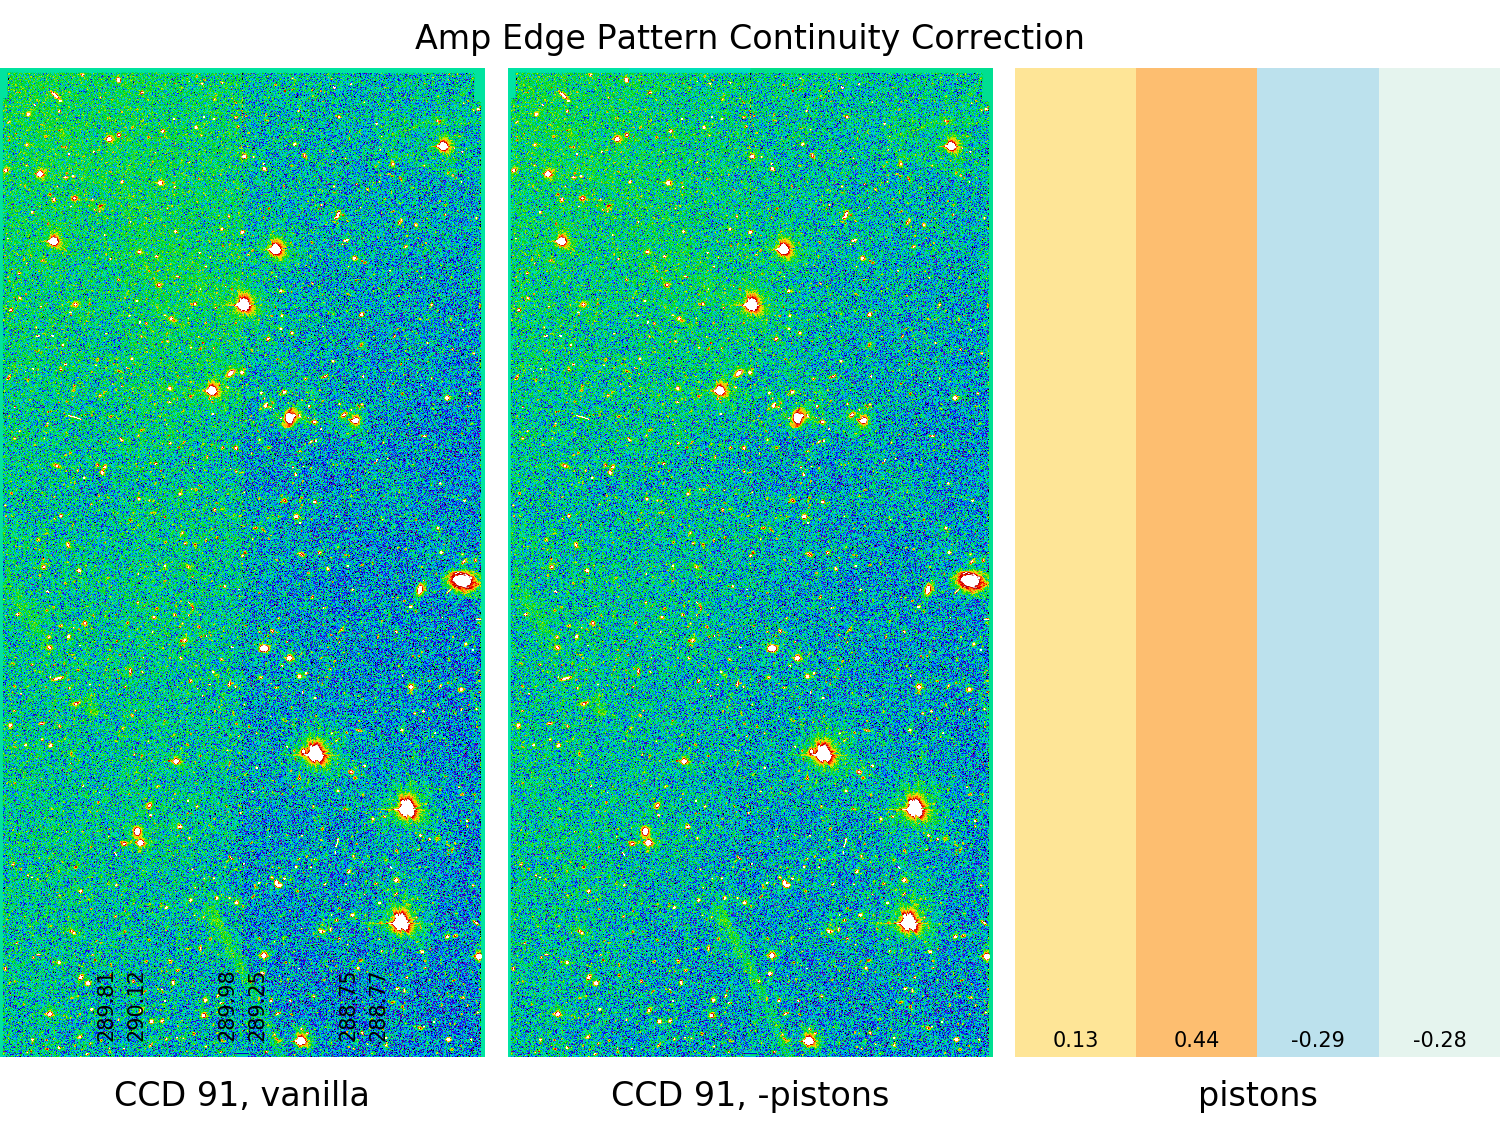 Amp Edge Pattern Continuity Correction
289.81
290.12
289.98
289.25
288.75
288.77
0.13 0.44 -0.29 -0.28
CCD 91, vanilla CCD 91, -pistons pistons